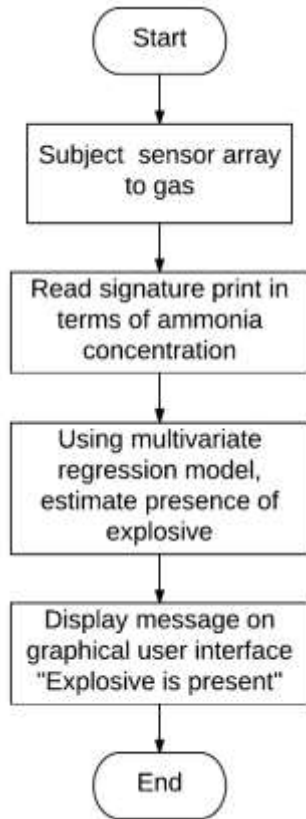 Start
Subject sensor array
to gas
Read signature print in
terms of ammonia
concentration
Using multivariate
regression model,
estimate presence of
explosive
Display message on
graphical user interface
"Explosive is present"
End